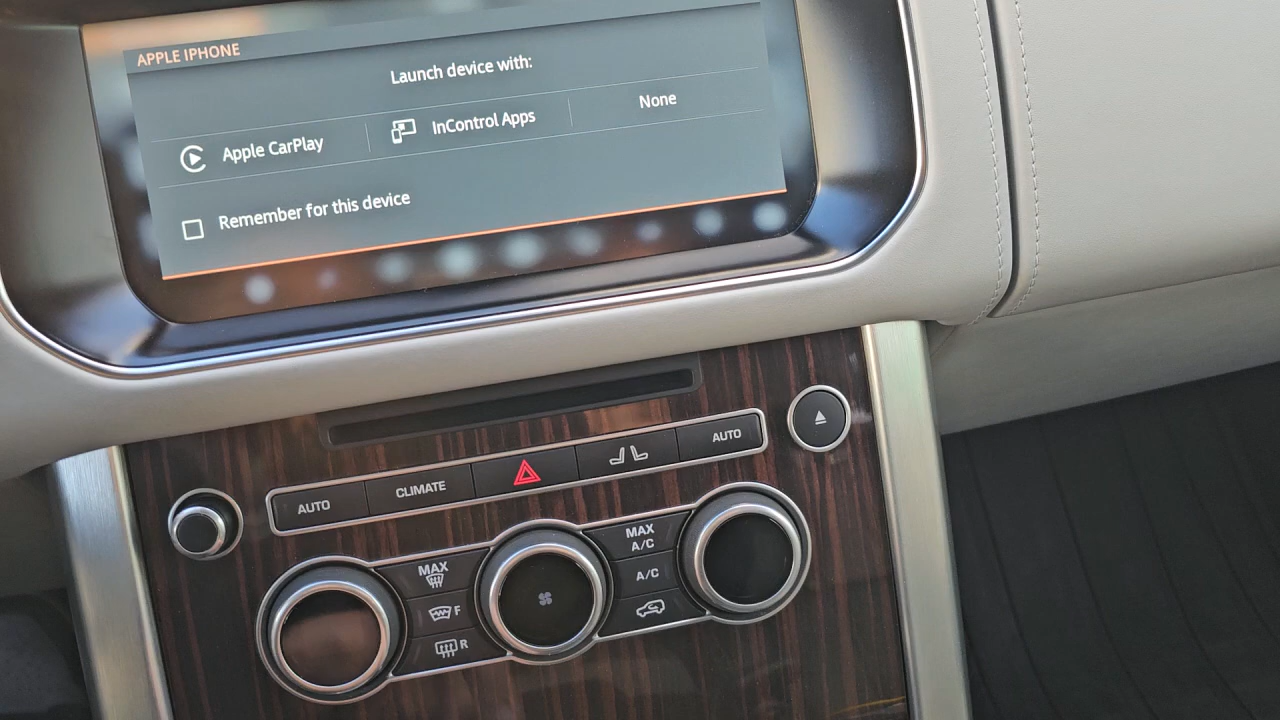 APPLE IPHONE
Launch device with:
Apple CarPlay
InControl Apps
None
Remember for this device
AUTO
CLIMATE
AUTO
MAX
F
R
MAX
A/C
A/C